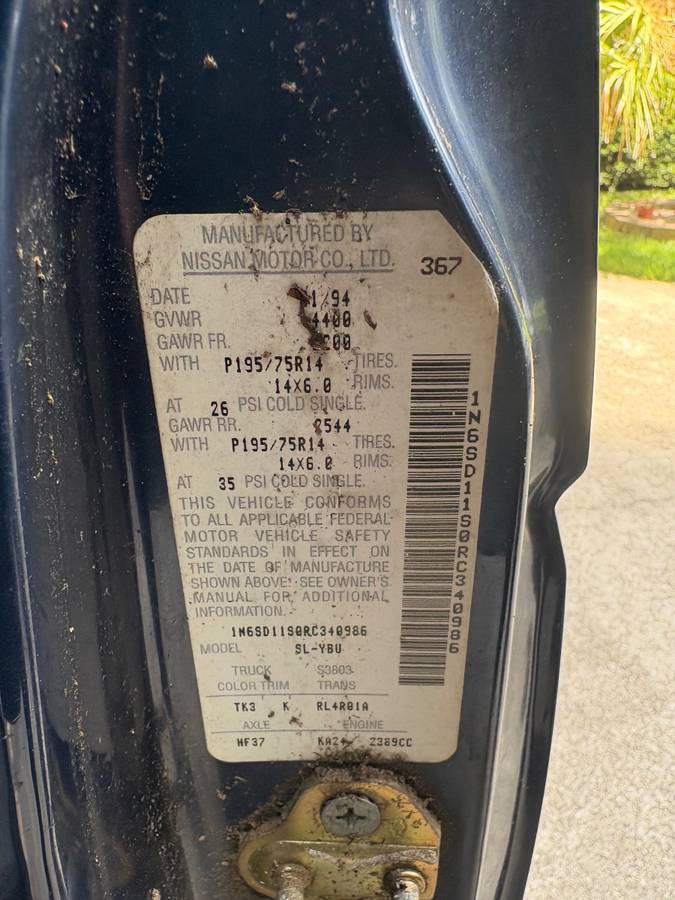 MANUFACTURED BY
NISSAN MOTOR CO., LTD.
367
DATE 1/94
GVWR 4400
GAWR FR.
WITH P195/75R14 TIRES.
14X6.0 RIMS.
AT 26 PSI COLD SINGLE.
GAWR RR. 2544
WITH P195/75R14 TIRES.
14X6.0 RIMS.
AT 35 PSI COLD SINGLE.
THIS VEHICLE CONFORMS
TO ALL APPLICABLE FEDERAL
MOTOR VEHICLE SAFETY
STANDARDS IN EFFECT ON
THE DATE OF MANUFACTURE
SHOWN ABOVE. SEE OWNER'S
MANUAL FOR ADDITIONAL
INFORMATION.
1N6SD11S0RC340986
MODEL SL-YBU
TRUCK S3803
COLOR TRIM TRANS
TK3 K RL4R01A
AXLE ENGINE
HF37 KA24 2389CC
1N6SD11S0RC340986